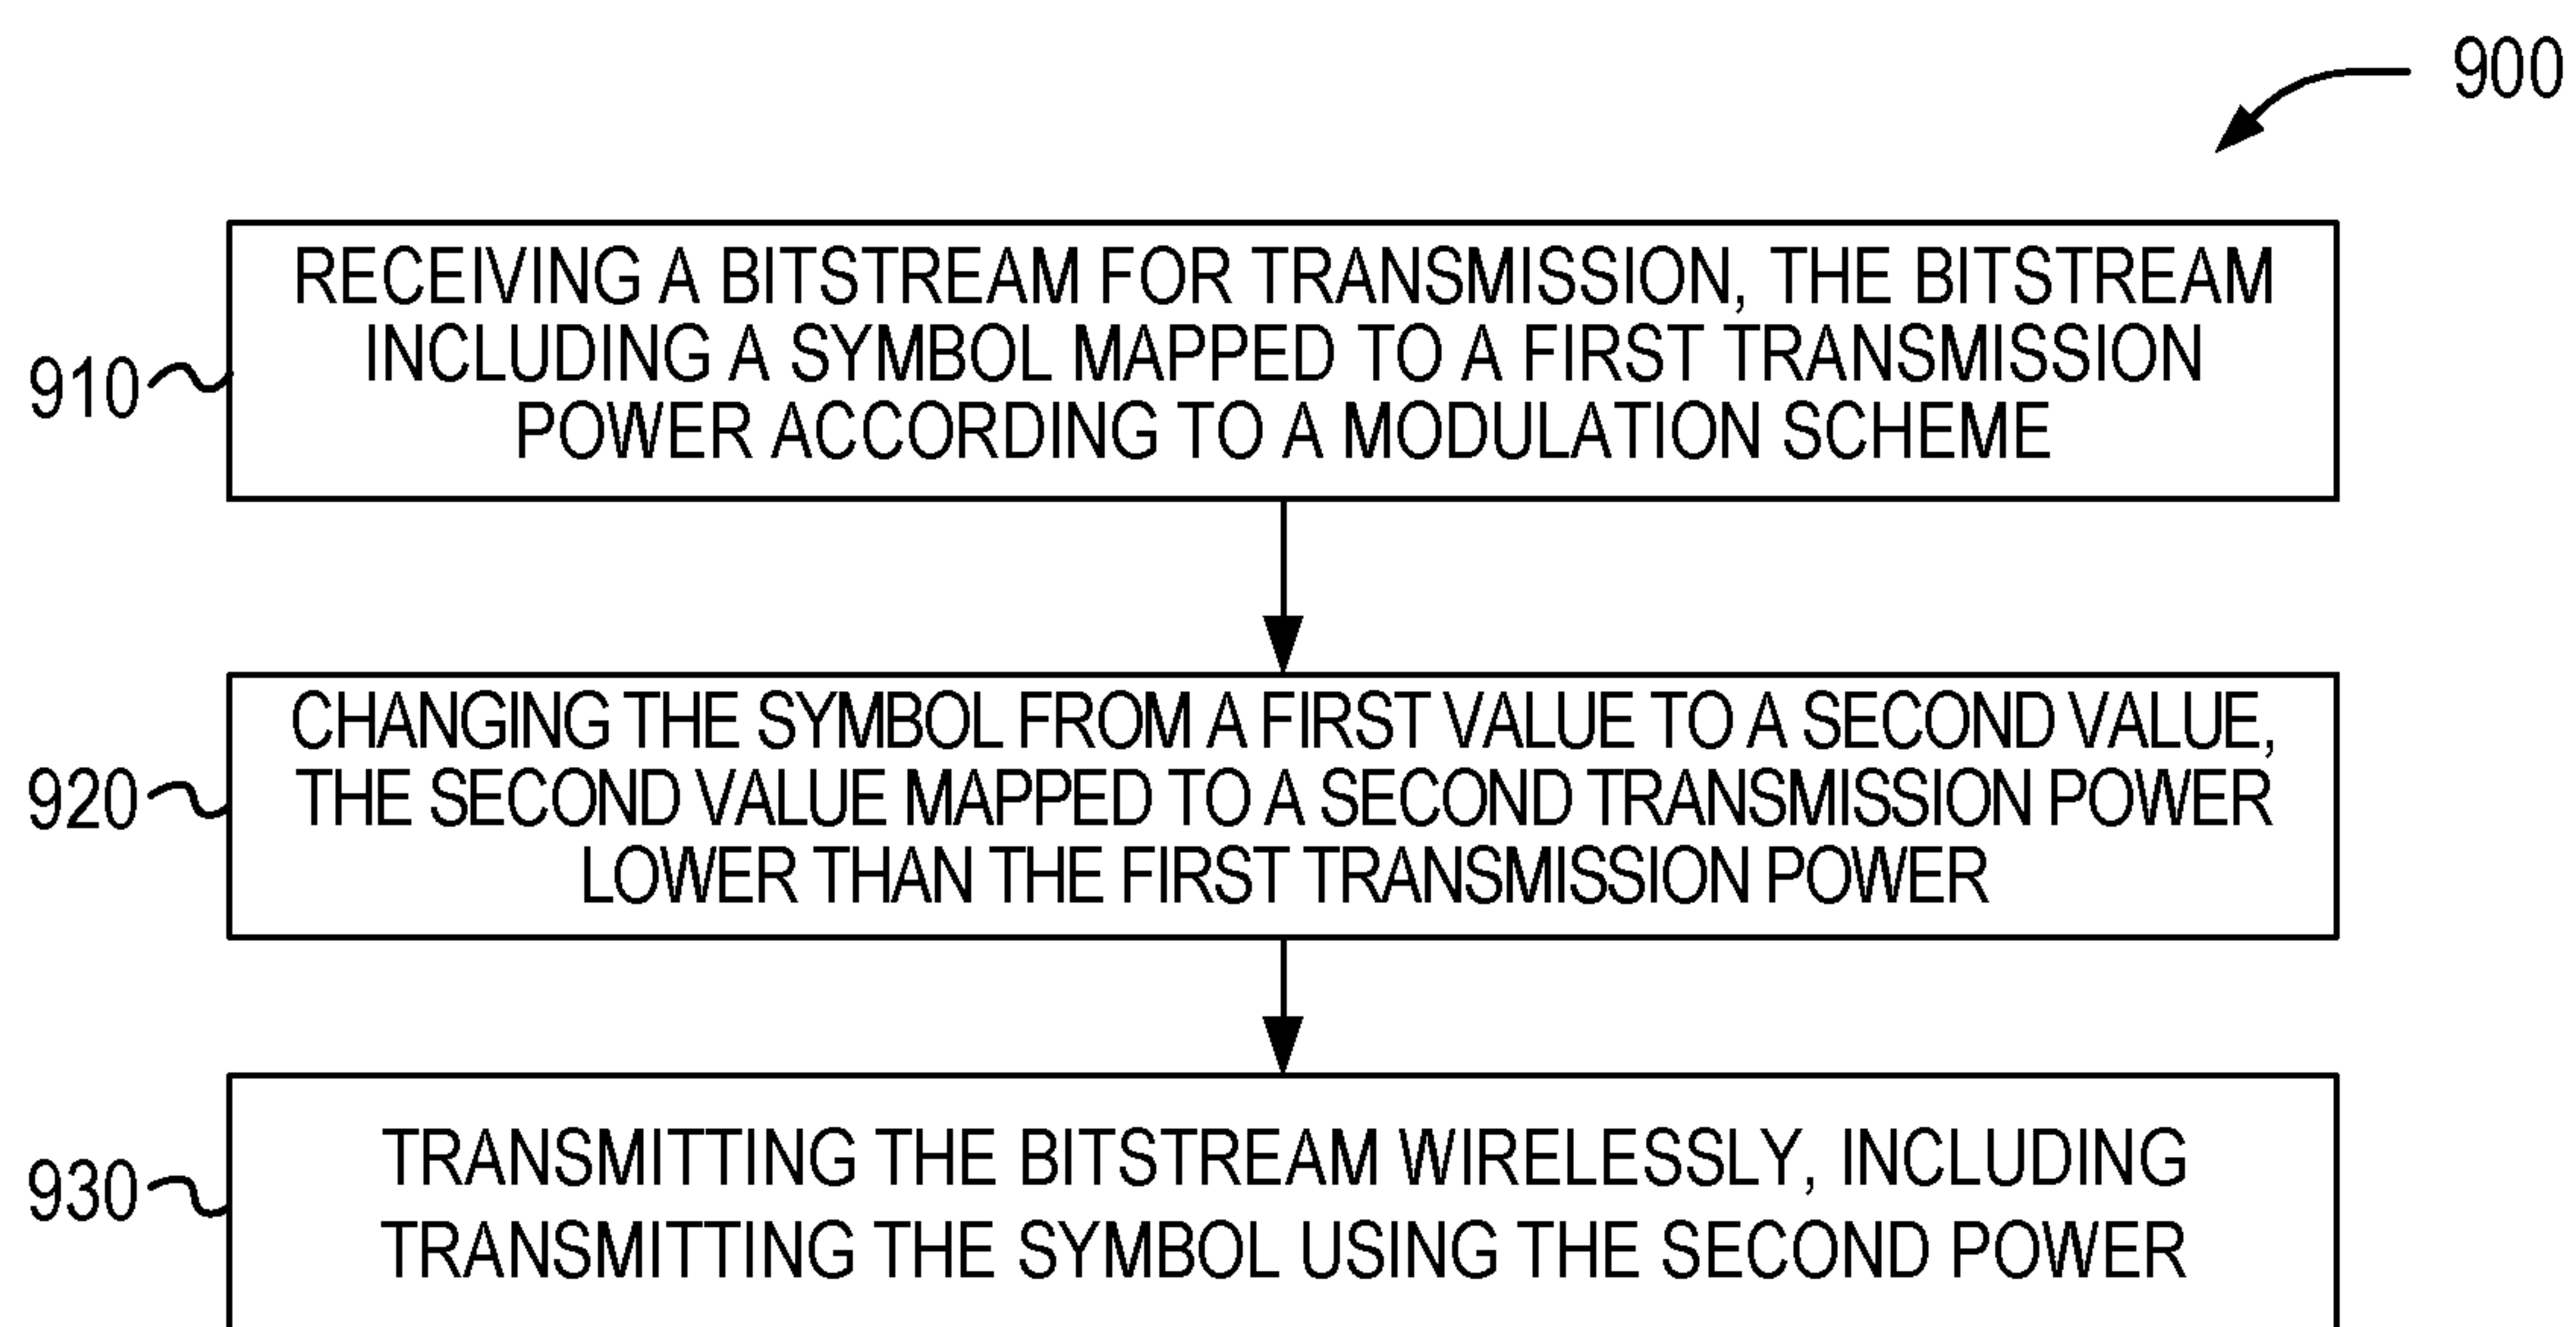 900
RECEIVING A BITSTREAM FOR TRANSMISSION, THE BITSTREAM
INCLUDING A SYMBOL MAPPED TO A FIRST TRANSMISSION
POWER ACCORDING TO A MODULATION SCHEME
910
CHANGING THE SYMBOL FROM A FIRST VALUE TO A SECOND VALUE,
THE SECOND VALUE MAPPED TO A SECOND TRANSMISSION POWER
LOWER THAN THE FIRST TRANSMISSION POWER
920
TRANSMITTING THE BITSTREAM WIRELESSLY, INCLUDING
TRANSMITTING THE SYMBOL USING THE SECOND POWER
930